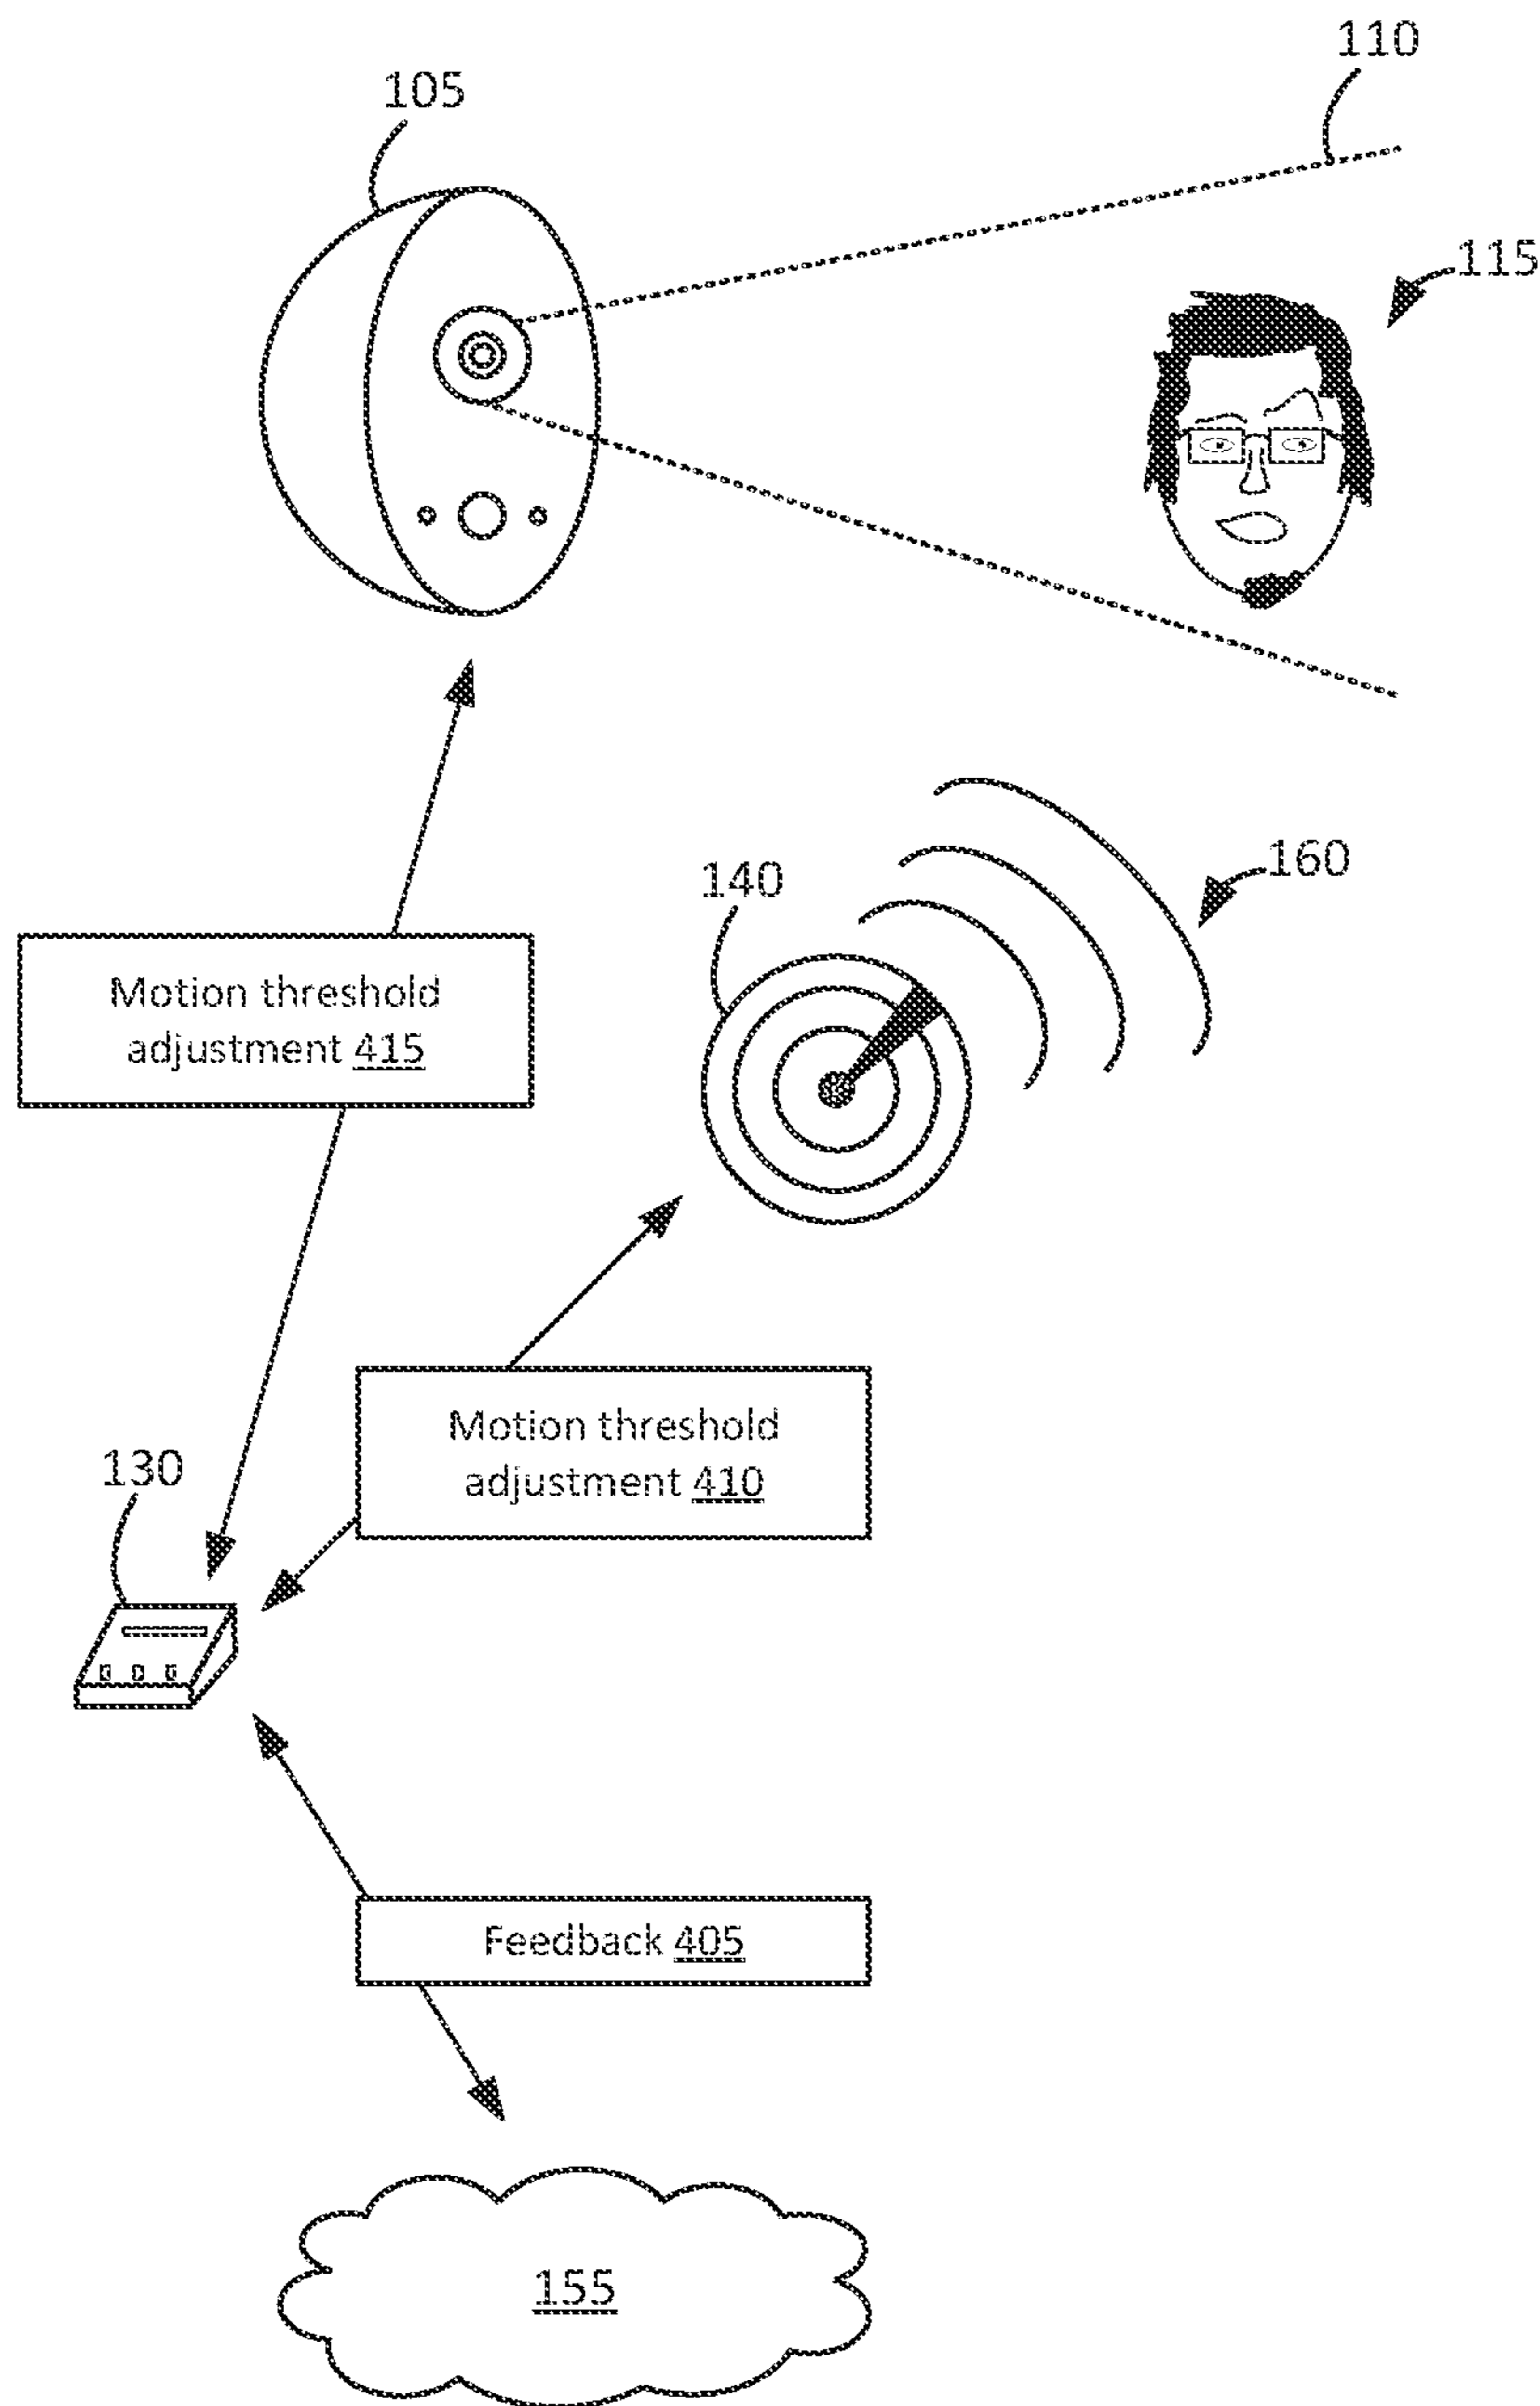 110
105
115
140
160
Motion threshold
adjustment 415
Motion threshold
adjustment 410
130
Feedback 405
155